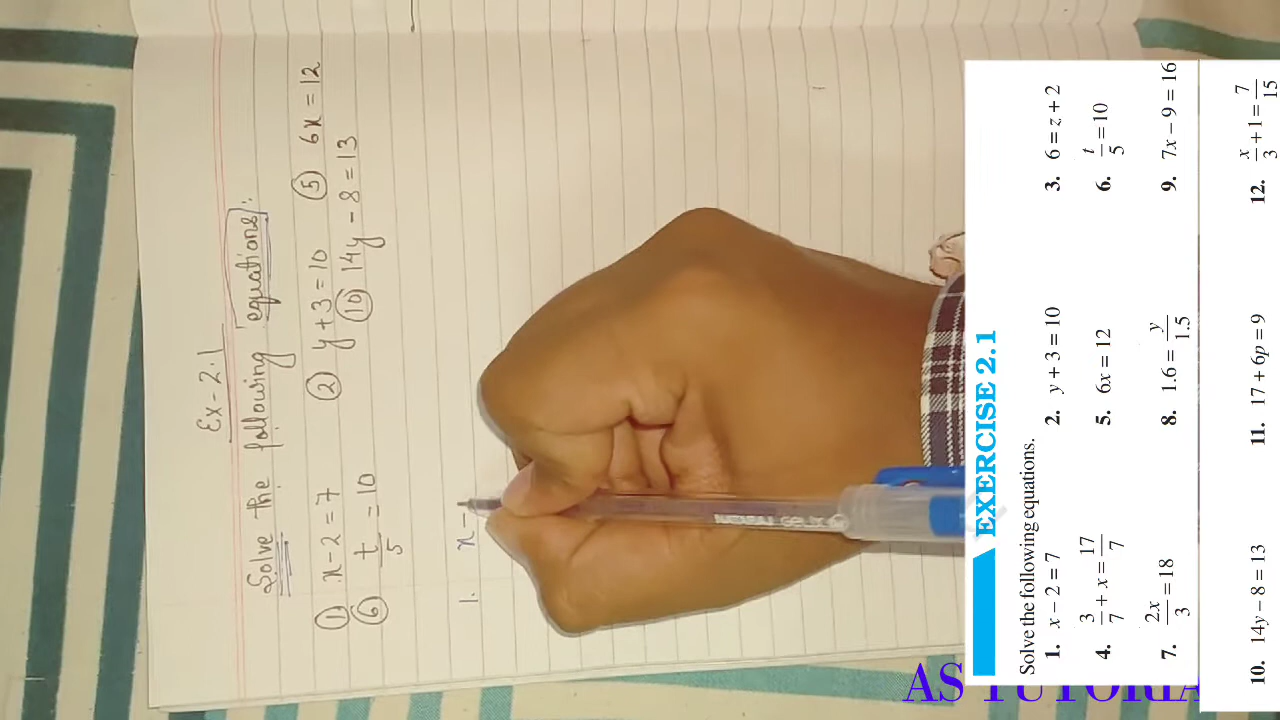 Ex-2.1
Solve the following equations:
① x-2=7 ② y+3=10 ⑤ 6x=12
⑥ t/5=10 ⑩ 14y-8=13
1. x-
EXERCISE 2.1
Solve the following equations.
1. x – 2 = 7 2. y + 3 = 10 3. 6 = z + 2
4. 3/7 + x = 17/7 5. 6x = 12 6. t/5 = 10
7. 2x/3 = 18 8. 1.6 = y/1.5 9. 7x – 9 = 16
10. 14y – 8 = 13 11. 17 + 6p = 9 12. x/3 + 1 = 7/15